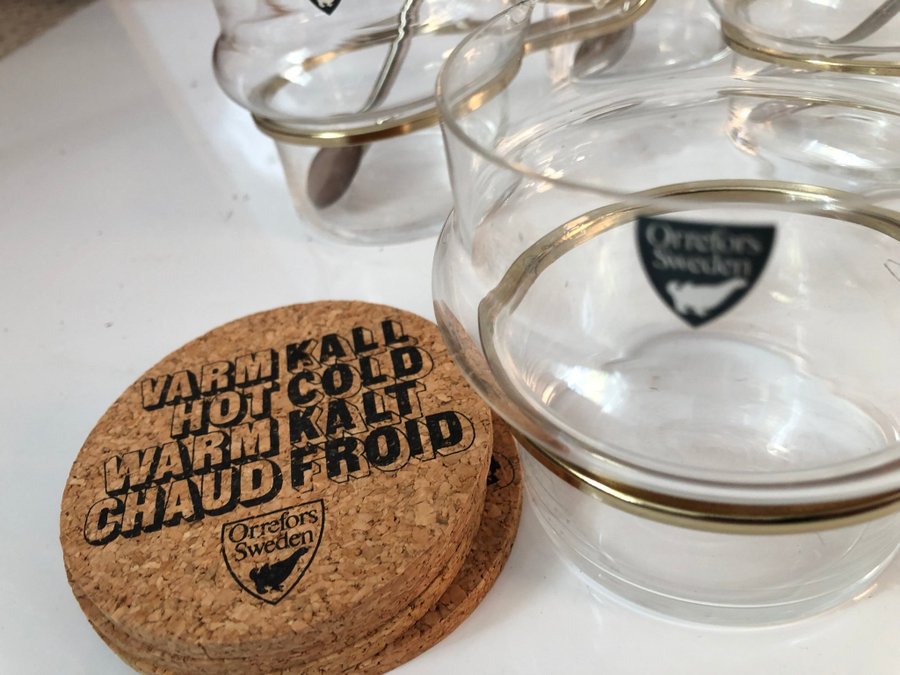 VARM KALL
HOT COLD
WARM KALT
CHAUD FROID
Orrefors
Sweden
Orrefors
Sweden